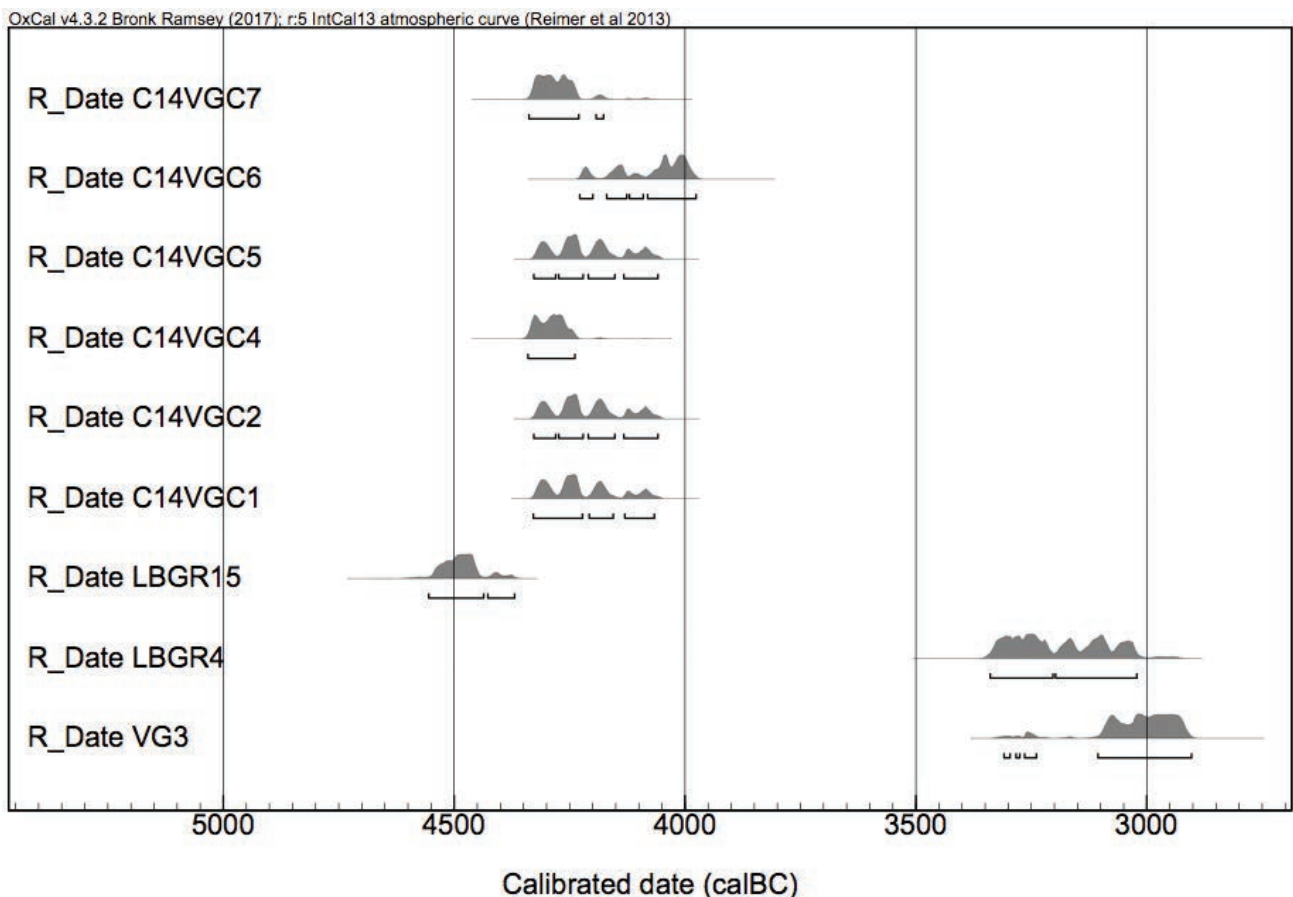 OxCal v4.3.2 Bronk Ramsey (2017); r:5 IntCal13 atmospheric curve (Reimer et al 2013)
R_Date C14VGC7
R_Date C14VGC6
R_Date C14VGC5
R_Date C14VGC4
R_Date C14VGC2
R_Date C14VGC1
R_Date LBGR15
R_Date LBGR4
R_Date VG3
5000 4500 4000 3500 3000
Calibrated date (calBC)